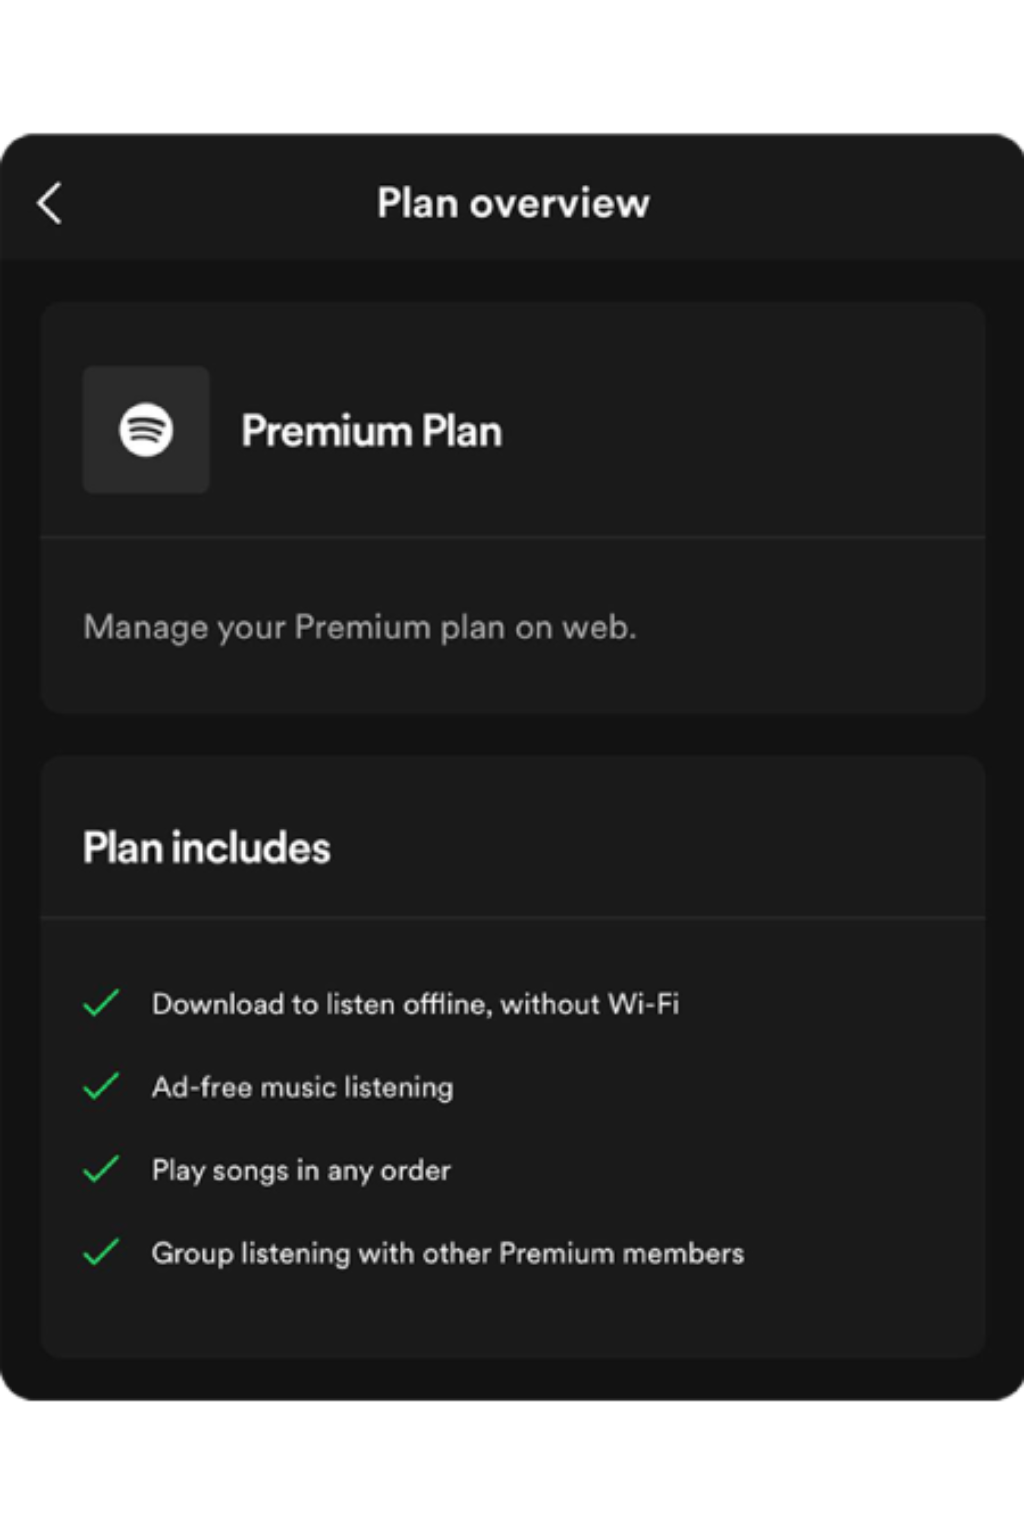 Plan overview
Premium Plan
Manage your Premium plan on web.
Plan includes
Download to listen offline, without Wi-Fi
Ad-free music listening
Play songs in any order
Group listening with other Premium members